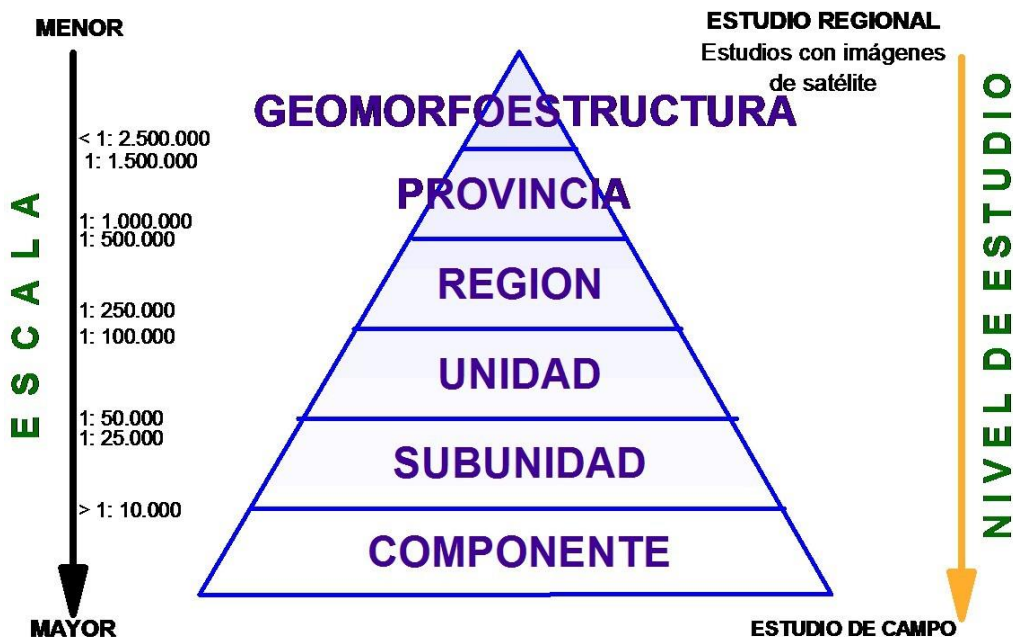 MENOR
ESCALA
< 1: 2.500.000
1: 1.500.000
1: 1.000.000
1: 500.000
1: 250.000
1: 100.000
1: 50.000
1: 25.000
> 1: 10.000
MAYOR
GEOMORFOESTRUCTURA
PROVINCIA
REGION
UNIDAD
SUBUNIDAD
COMPONENTE
ESTUDIO REGIONAL
Estudios con imágenes
de satélite
NIVEL DE ESTUDIO
ESTUDIO DE CAMPO